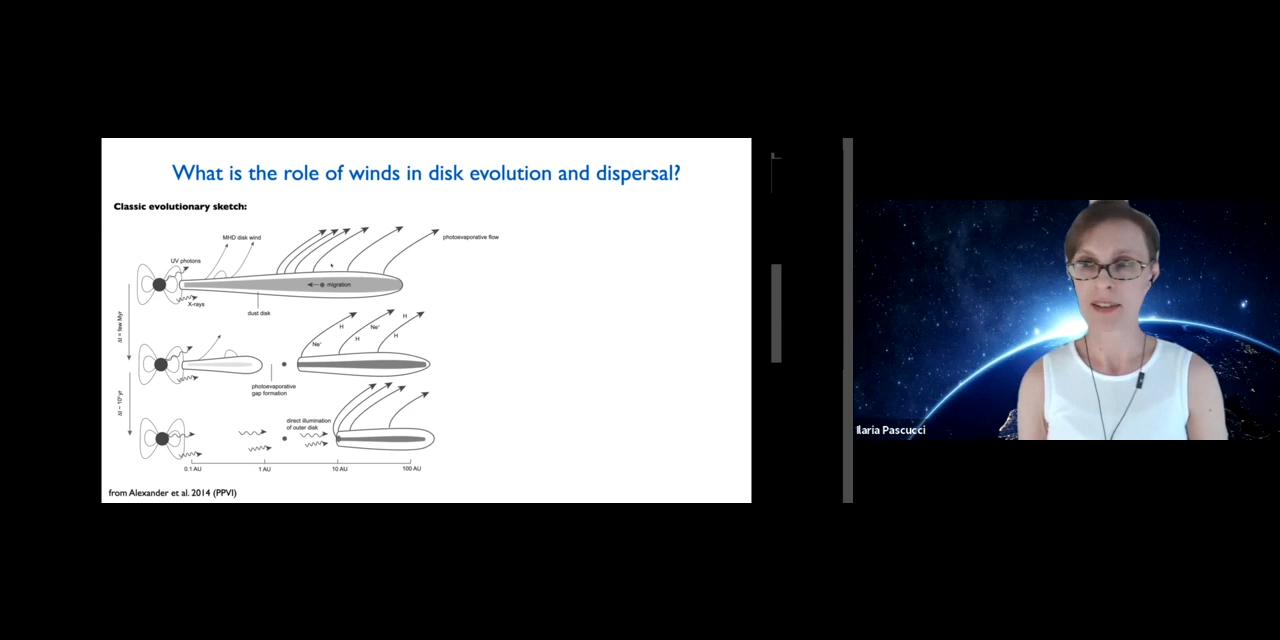 What is the role of winds in disk evolution and dispersal?
Classic evolutionary sketch:
MHD disk wind
photoevaporative flow
UV photons
migration
X-rays
dust disk
Δt ≈ few Myr
H
Ne⁺
H
Ne⁺
H
H
photoevaporative
gap formation
Δt ~ 10⁵ yr
direct illumination
of outer disk
0.1 AU
1 AU
10 AU
100 AU
from Alexander et al. 2014 (PPVI)
Ilaria Pascucci